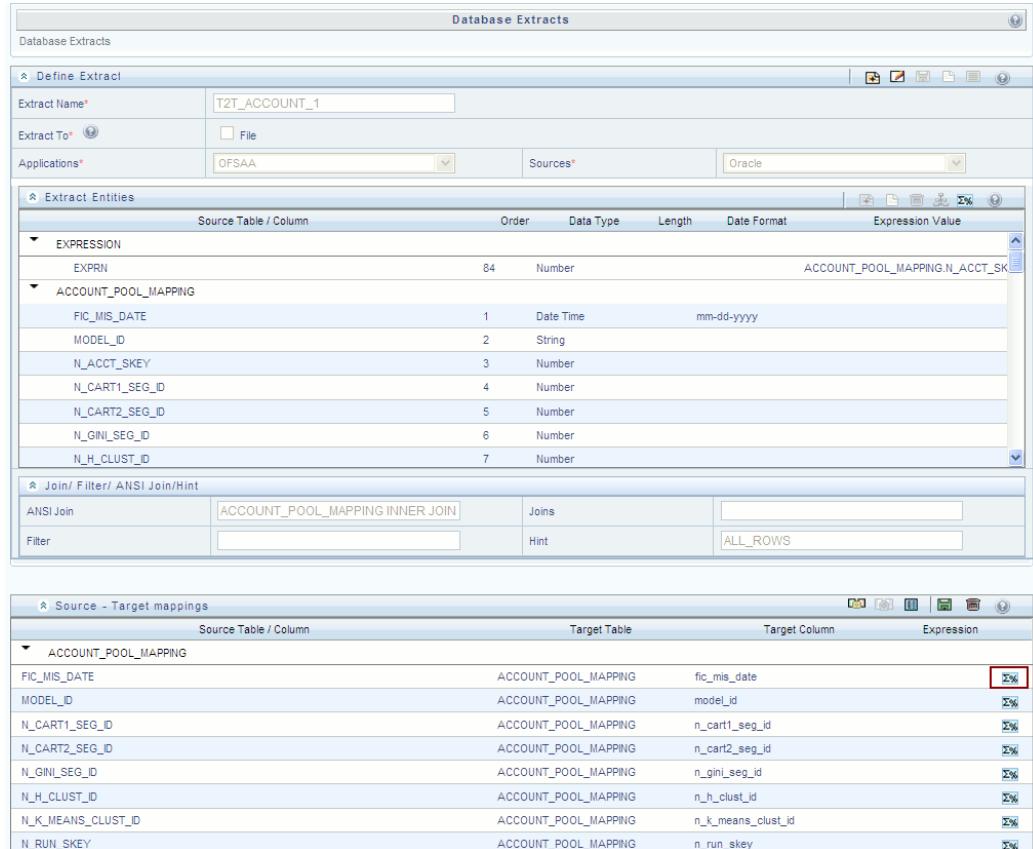 Database Extracts
Database Extracts
Define Extract
Extract Name* T2T_ACCOUNT_1
Extract To* File
Applications* OFSAA Sources* Oracle
Extract Entities Σ%
Source Table / Column Order Data Type Length Date Format Expression Value
EXPRESSION
EXPRN 84 Number ACCOUNT_POOL_MAPPING.N_ACCT_SK
ACCOUNT_POOL_MAPPING
FIC_MIS_DATE 1 Date Time mm-dd-yyyy
MODEL_ID 2 String
N_ACCT_SKEY 3 Number
N_CART1_SEG_ID 4 Number
N_CART2_SEG_ID 5 Number
N_GINI_SEG_ID 6 Number
N_H_CLUST_ID 7 Number
Join/ Filter/ ANSI Join/Hint
ANSI Join ACCOUNT_POOL_MAPPING INNER JOIN Joins
Filter Hint ALL_ROWS
Source - Target mappings
Source Table / Column Target Table Target Column Expression
ACCOUNT_POOL_MAPPING
FIC_MIS_DATE ACCOUNT_POOL_MAPPING fic_mis_date Σ%
MODEL_ID ACCOUNT_POOL_MAPPING model_id Σ%
N_CART1_SEG_ID ACCOUNT_POOL_MAPPING n_cart1_seg_id Σ%
N_CART2_SEG_ID ACCOUNT_POOL_MAPPING n_cart2_seg_id Σ%
N_GINI_SEG_ID ACCOUNT_POOL_MAPPING n_gini_seg_id Σ%
N_H_CLUST_ID ACCOUNT_POOL_MAPPING n_h_clust_id Σ%
N_K_MEANS_CLUST_ID ACCOUNT_POOL_MAPPING n_k_means_clust_id Σ%
N_RUN_SKEY ACCOUNT_POOL_MAPPING n_run_skey Σ%